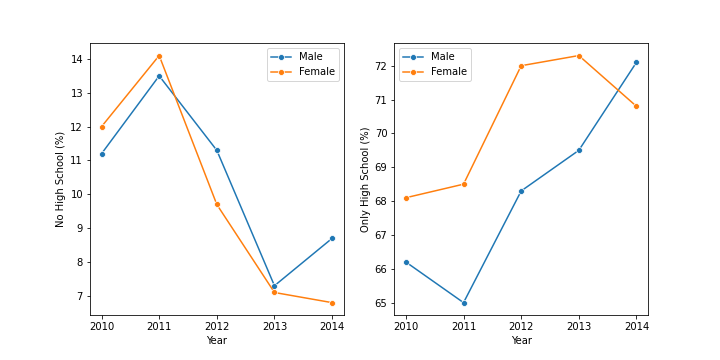 No High School (%)
14
13
12
11
10
9
8
7
2010 2011 2012 2013 2014
Year
Male
Female
Only High School (%)
72
71
70
69
68
67
66
65
2010 2011 2012 2013 2014
Year
Male
Female